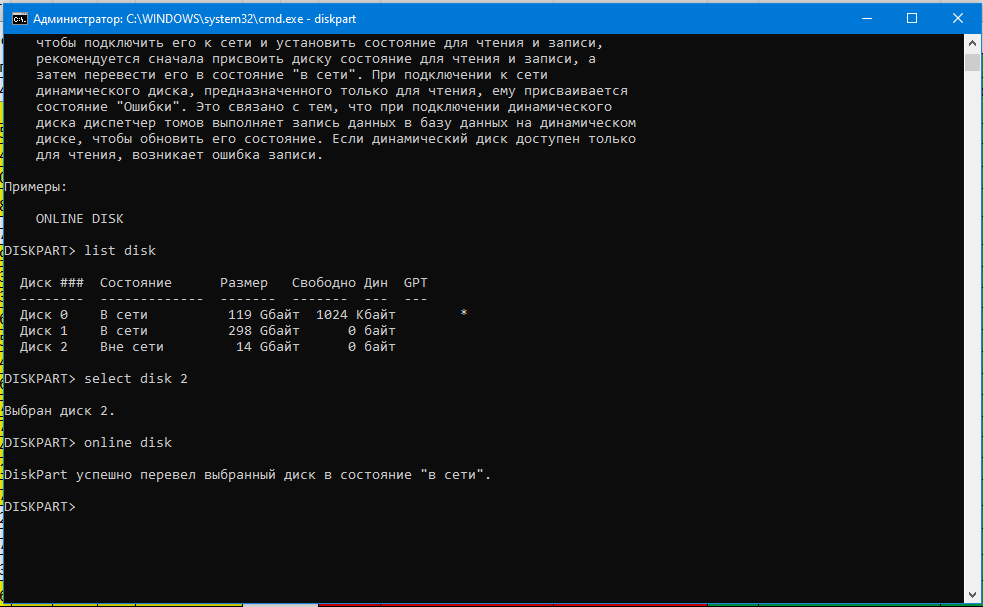 Администратор: C:\WINDOWS\system32\cmd.exe - diskpart
чтобы подключить его к сети и установить состояние для чтения и записи,
рекомендуется сначала присвоить диску состояние для чтения и записи, а
затем перевести его в состояние "в сети". При подключении к сети
динамического диска, предназначенного только для чтения, ему присваивается
состояние "Ошибки". Это связано с тем, что при подключении динамического
диска диспетчер томов выполняет запись данных в базу данных на динамическом
диске, чтобы обновить его состояние. Если динамический диск доступен только
для чтения, возникает ошибка записи.
Примеры:
ONLINE DISK
DISKPART> list disk
Диск ### Состояние Размер Свободно Дин GPT
-------- ------------- ------- ------- --- ---
Диск 0 В сети 119 Gбайт 1024 Kбайт *
Диск 1 В сети 298 Gбайт 0 байт
Диск 2 Вне сети 14 Gбайт 0 байт
DISKPART> select disk 2
Выбран диск 2.
DISKPART> online disk
DiskPart успешно перевел выбранный диск в состояние "в сети".
DISKPART>